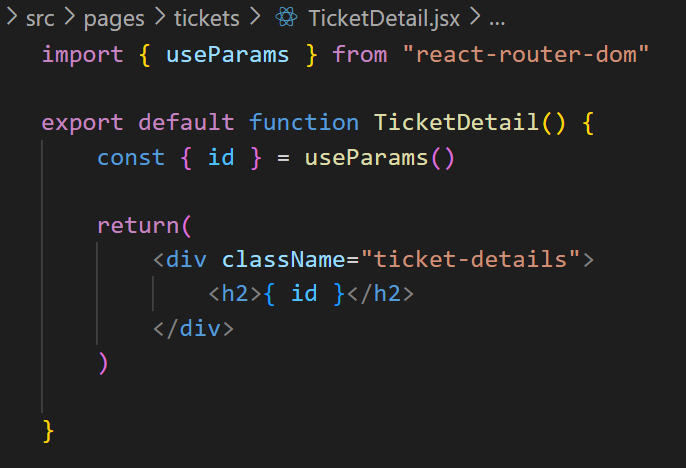 > src > pages > tickets > TicketDetail.jsx > ...
import { useParams } from "react-router-dom"
export default function TicketDetail() {
const { id } = useParams()
return(
<div className="ticket-details">
<h2>{ id }</h2>
</div>
)
}